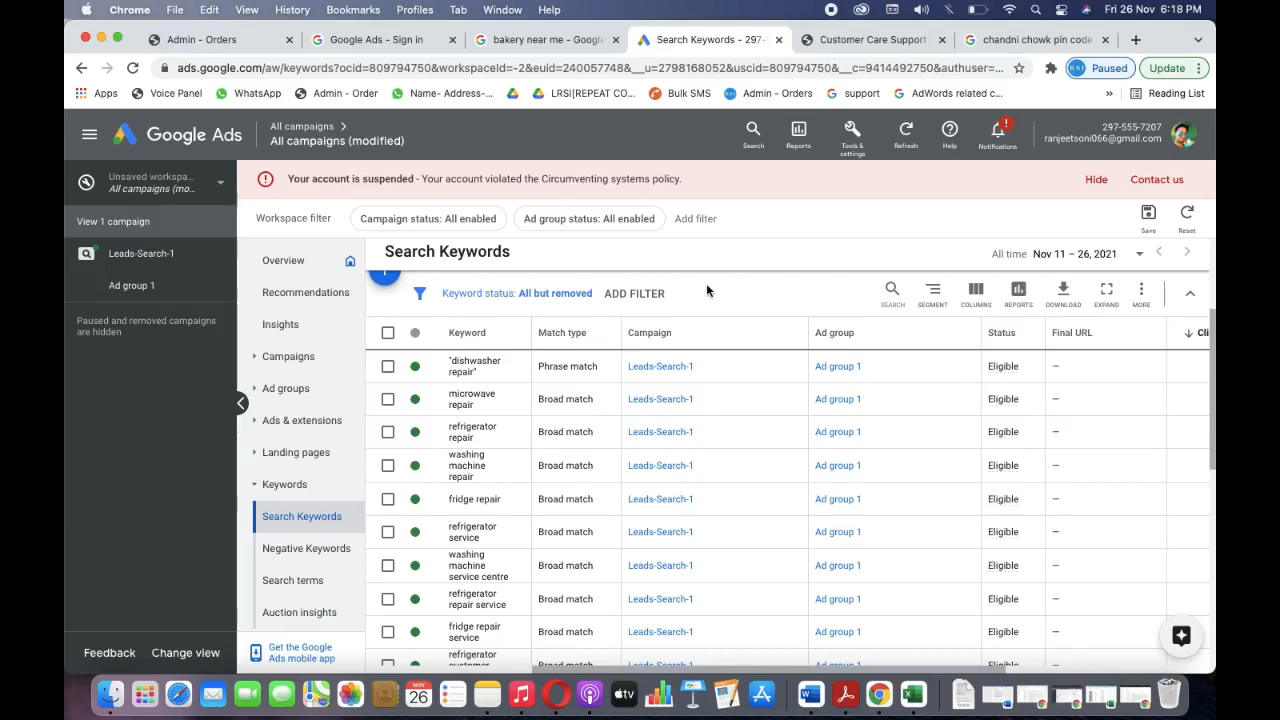 Chrome File Edit View History Bookmarks Profiles Tab Window Help Fri 26 Nov 6:18 PM
Admin - Orders × Google Ads - Sign in × bakery near me - Google × Search Keywords - 297- × Customer Care Support × chandni chowk pin code × +
ads.google.com/aw/keywords?ocid=809794750&workspaceId=-2&euid=240057748&__u=2798168052&uscid=809794750&__c=9414492750&authuser=... Paused Update
Apps Voice Panel WhatsApp Admin - Order Name- Address-... LRSI[REPEAT CO... Bulk SMS Admin - Orders support AdWords related c... » Reading List
Google Ads
All campaigns >
All campaigns (modified)
Search Reports Tools & settings Refresh Help Notifications
297-555-7207
ranjeetsoni066@gmail.com
Unsaved workspa...
All campaigns (mo...
Your account is suspended - Your account violated the Circumventing systems policy. Hide Contact us
View 1 campaign
Leads-Search-1
Ad group 1
Paused and removed campaigns
are hidden
Workspace filter Campaign status: All enabled Ad group status: All enabled Add filter Save Reset
Overview
Recommendations
Insights
Campaigns
Ad groups
Ads & extensions
Landing pages
Keywords
Search Keywords
Negative Keywords
Search terms
Auction insights
Get the Google
Ads mobile app
Feedback Change view
Search Keywords All time Nov 11 – 26, 2021
Keyword status: All but removed ADD FILTER SEARCH SEGMENT COLUMNS REPORTS DOWNLOAD EXPAND MORE
Keyword Match type Campaign Ad group Status Final URL Cli
"dishwasher
repair" Phrase match Leads-Search-1 Ad group 1 Eligible –
microwave
repair Broad match Leads-Search-1 Ad group 1 Eligible –
refrigerator
repair Broad match Leads-Search-1 Ad group 1 Eligible –
washing
machine
repair Broad match Leads-Search-1 Ad group 1 Eligible –
fridge repair Broad match Leads-Search-1 Ad group 1 Eligible –
refrigerator
service Broad match Leads-Search-1 Ad group 1 Eligible –
washing
machine
service centre Broad match Leads-Search-1 Ad group 1 Eligible –
refrigerator
repair service Broad match Leads-Search-1 Ad group 1 Eligible –
fridge repair
service Broad match Leads-Search-1 Ad group 1 Eligible –
refrigerator
customer Broad match Leads-Search-1 Ad group 1 Eligible
NOV
26
tv